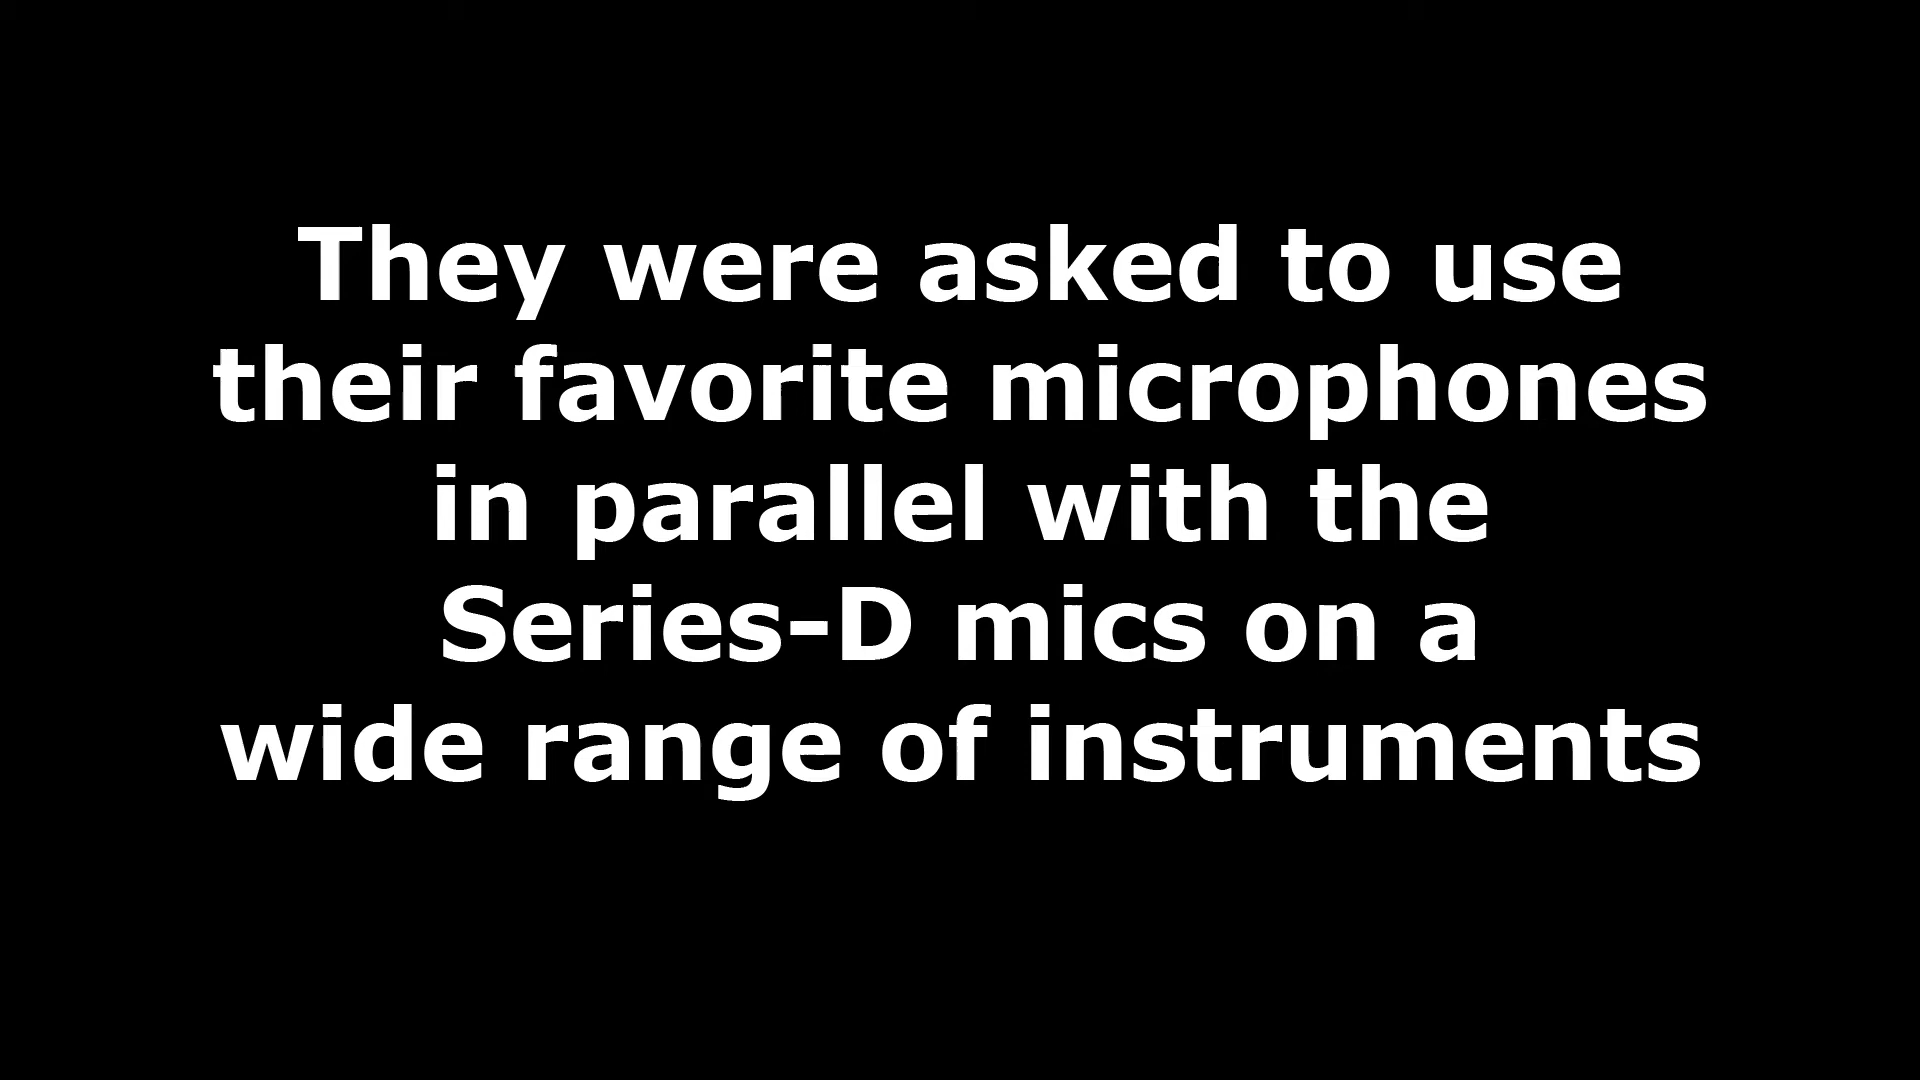 They were asked to use
their favorite microphones
in parallel with the
Series-D mics on a
wide range of instruments